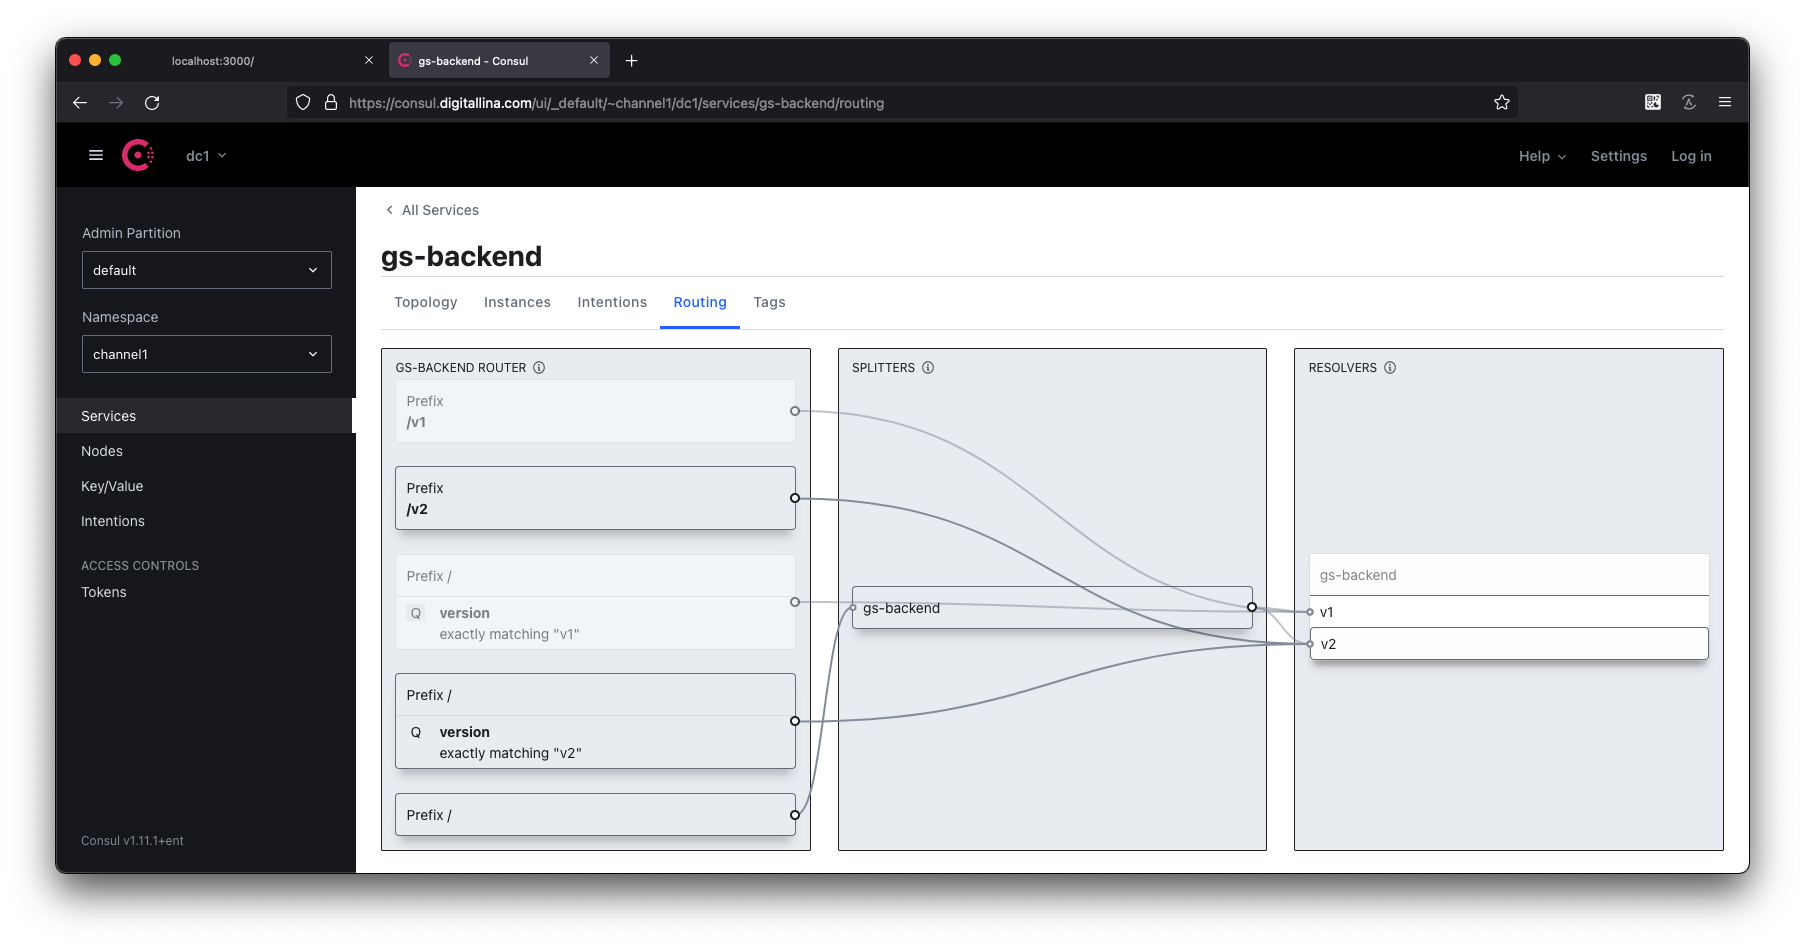 localhost:3000/
gs-backend - Consul
https://consul.digitallina.com/ui/_default/~channel1/dc1/services/gs-backend/routing
dc1
Help
Settings
Log in
Admin Partition
default
Namespace
channel1
Services
Nodes
Key/Value
Intentions
ACCESS CONTROLS
Tokens
Consul v1.11.1+ent
All Services
gs-backend
Topology
Instances
Intentions
Routing
Tags
GS-BACKEND ROUTER
Prefix
/v1
Prefix
/v2
Prefix /
Q version
exactly matching "v1"
Prefix /
Q version
exactly matching "v2"
Prefix /
SPLITTERS
gs-backend
RESOLVERS
gs-backend
v1
v2